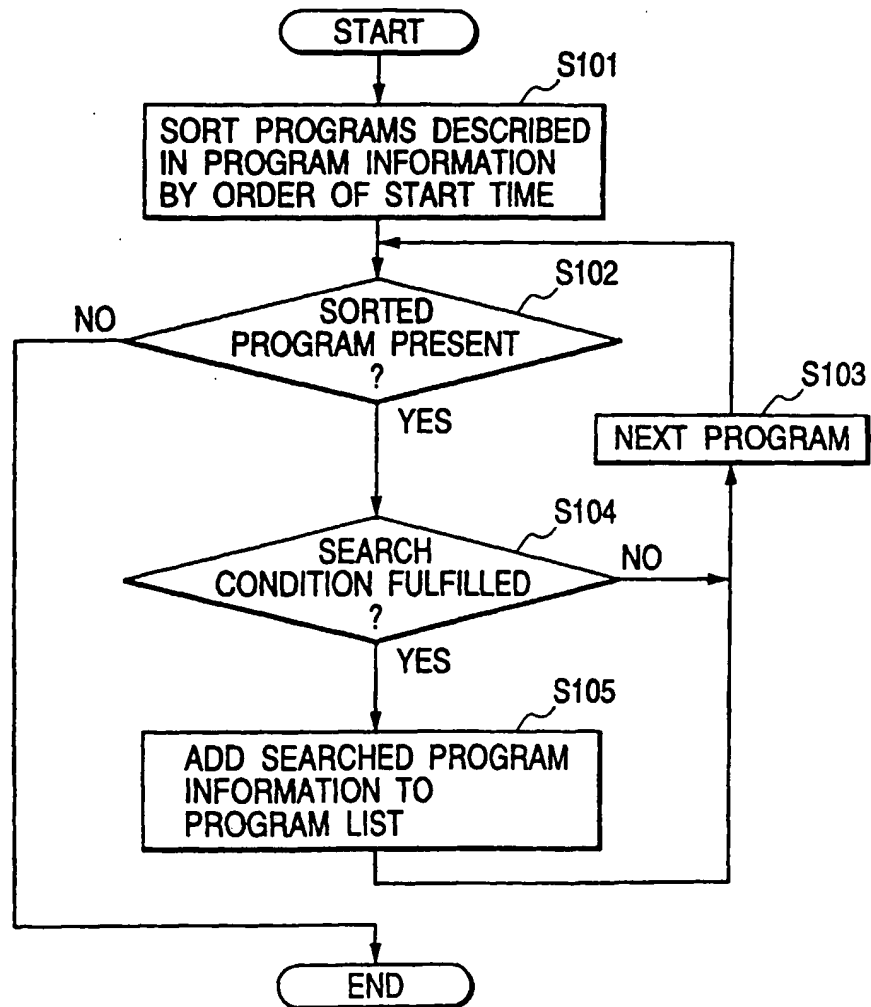 START
S101
SORT PROGRAMS DESCRIBED
IN PROGRAM INFORMATION
BY ORDER OF START TIME
S102
SORTED
PROGRAM PRESENT
?
NO
YES
S103
NEXT PROGRAM
S104
SEARCH
CONDITION FULFILLED
?
NO
YES
S105
ADD SEARCHED PROGRAM
INFORMATION TO
PROGRAM LIST
END